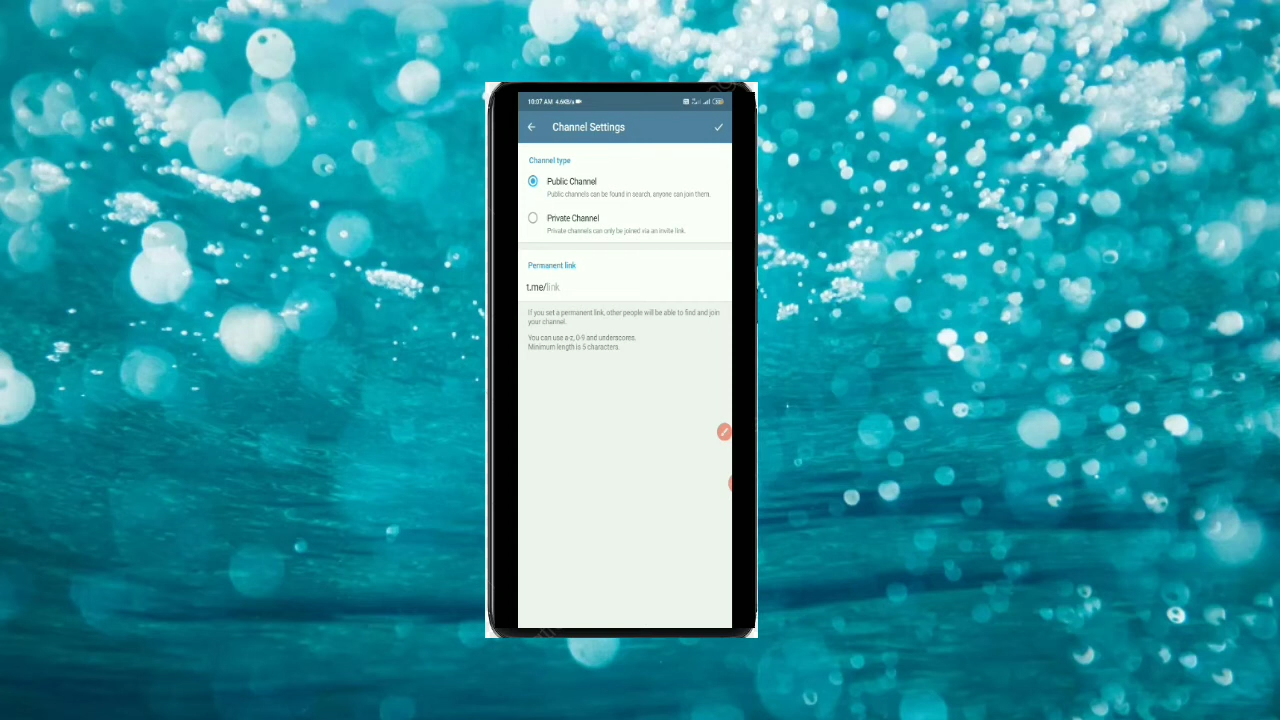 10:07 AM 4.6KB/s
Channel Settings
Channel type
Public Channel
Public channels can be found in search, anyone can join them.
Private Channel
Private channels can only be joined via an invite link.
Permanent link
t.me/link
If you set a permanent link, other people will be able to find and join
your channel.
You can use a-z, 0-9 and underscores.
Minimum length is 5 characters.